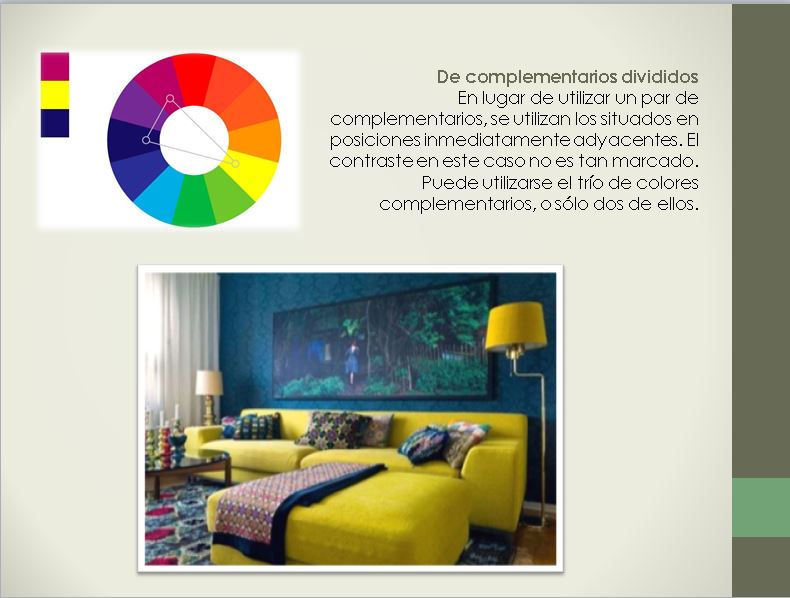 De complementarios divididos
En lugar de utilizar un par de
complementarios, se utilizan los situados en
posiciones inmediatamente adyacentes. El
contraste en este caso no es tan marcado.
Puede utilizarse el trío de colores
complementarios, o sólo dos de ellos.